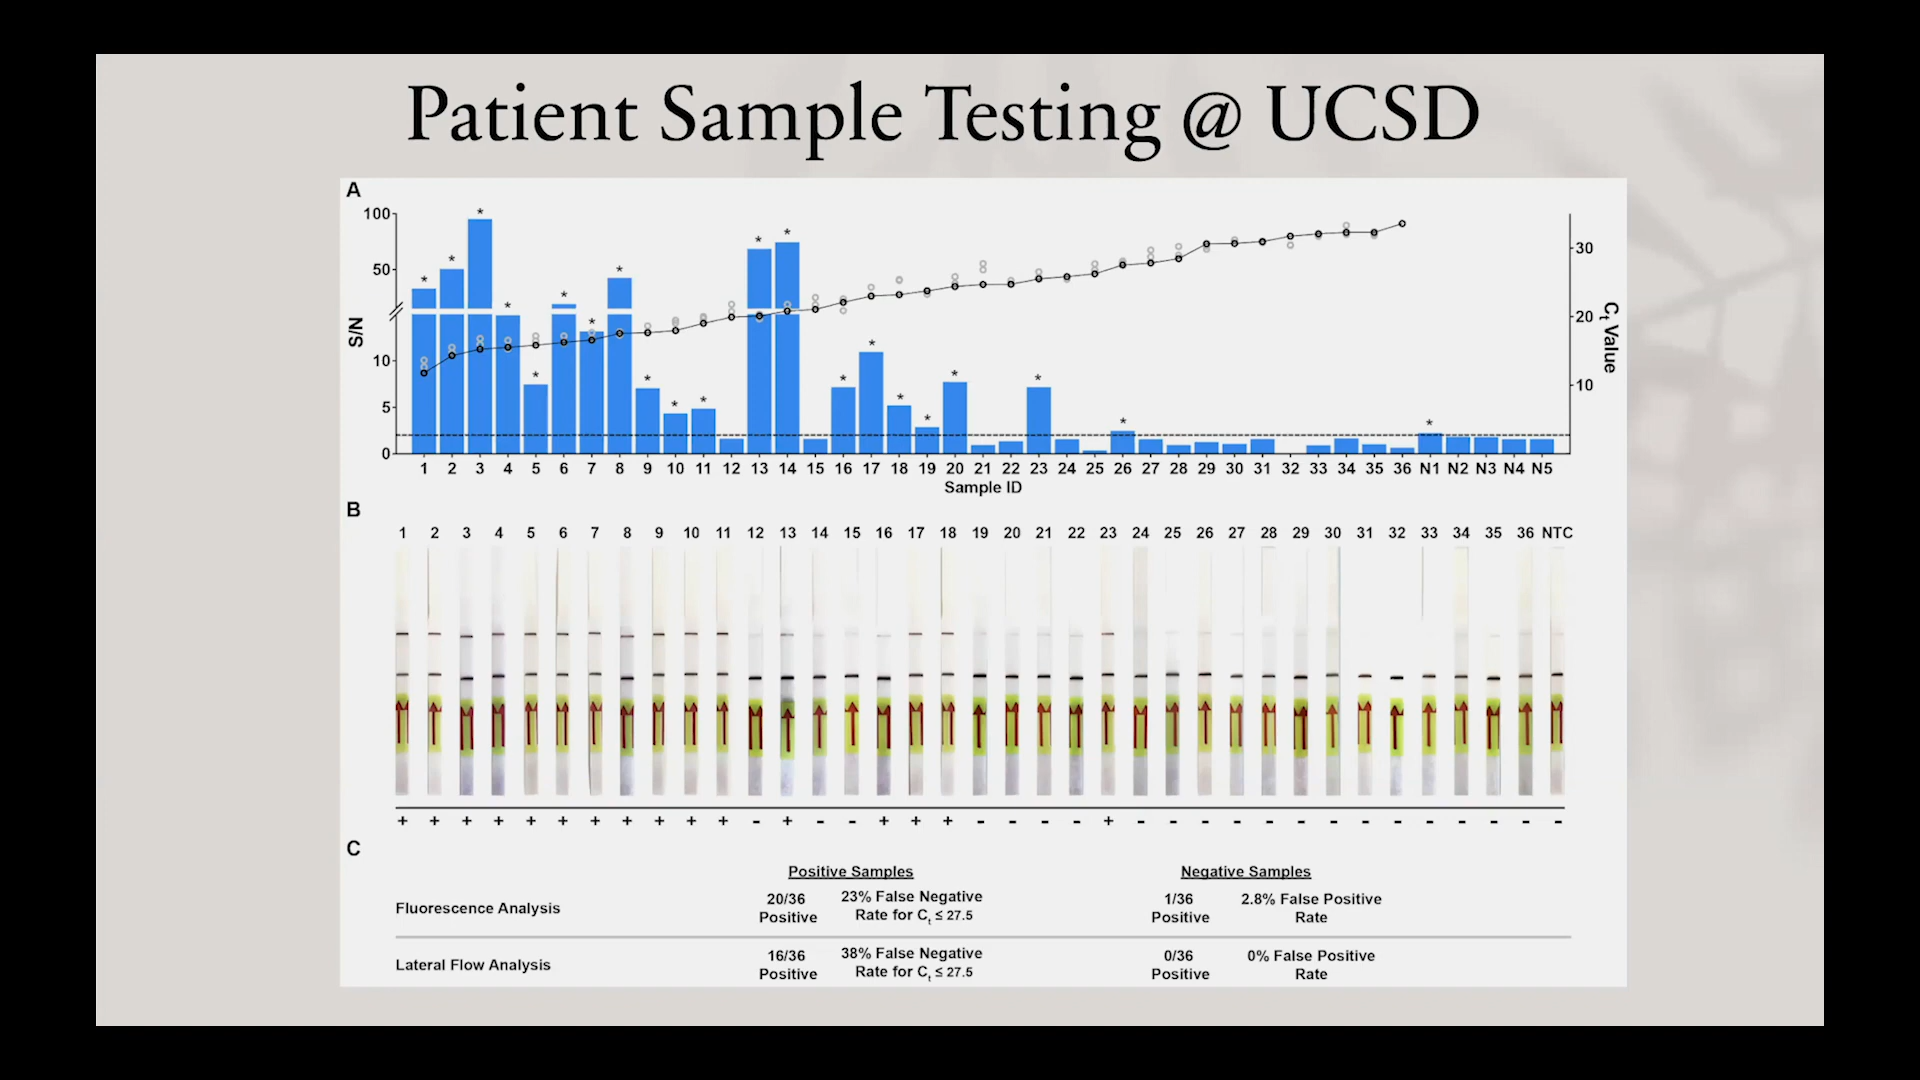 Patient Sample Testing @ UCSD
A
100
50
10
5
0
S/N
30
20
10
Ct Value
* * * * * * * * * * * * * * * * * * * * * *
1 2 3 4 5 6 7 8 9 10 11 12 13 14 15 16 17 18 19 20 21 22 23 24 25 26 27 28 29 30 31 32 33 34 35 36 N1 N2 N3 N4 N5
Sample ID
B
1 2 3 4 5 6 7 8 9 10 11 12 13 14 15 16 17 18 19 20 21 22 23 24 25 26 27 28 29 30 31 32 33 34 35 36 NTC
+ + + + + + + + + + + - + - - + + + - - - - + - - - - - - - - - - - - - -
C
Positive Samples Negative Samples
Fluorescence Analysis
20/36 Positive
23% False Negative
Rate for Ct ≤ 27.5
1/36 Positive
2.8% False Positive
Rate
Lateral Flow Analysis
16/36 Positive
38% False Negative
Rate for Ct ≤ 27.5
0/36 Positive
0% False Positive
Rate